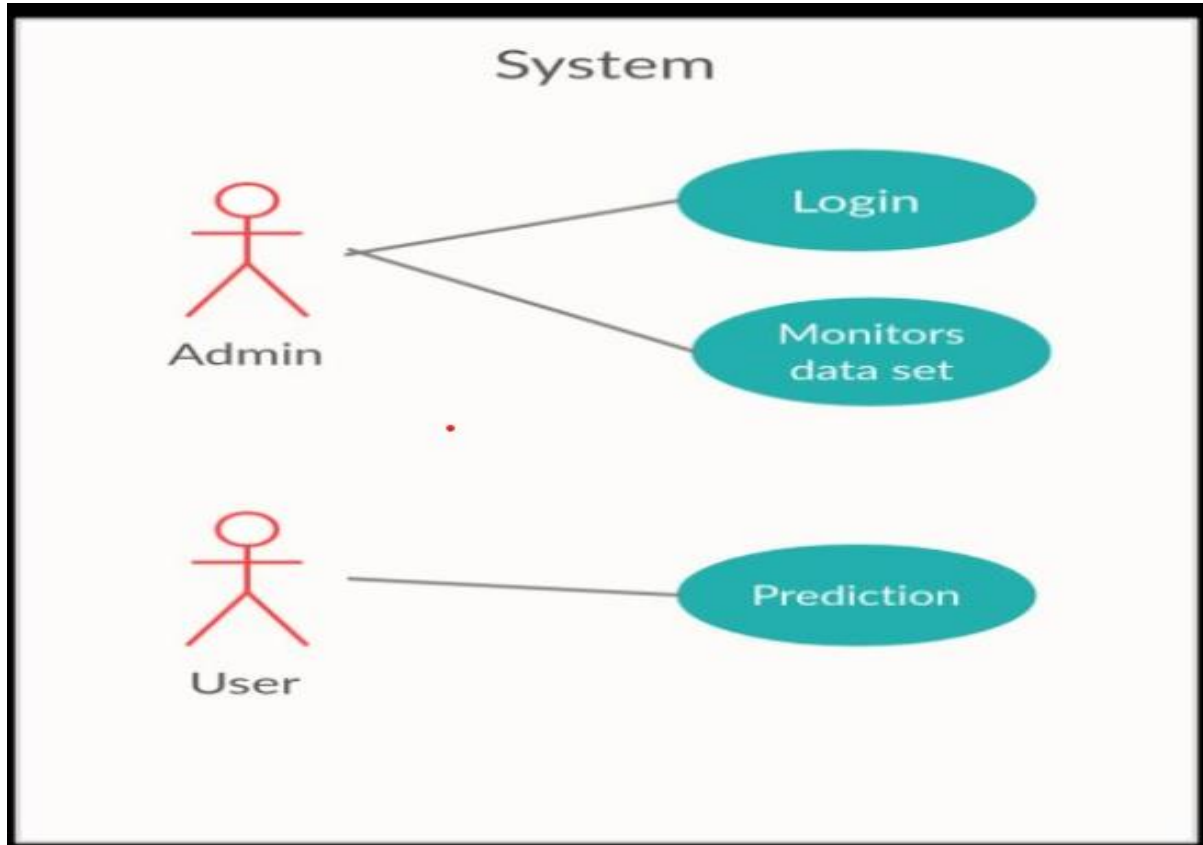 System
Login
Monitors
data set
Admin
Prediction
User